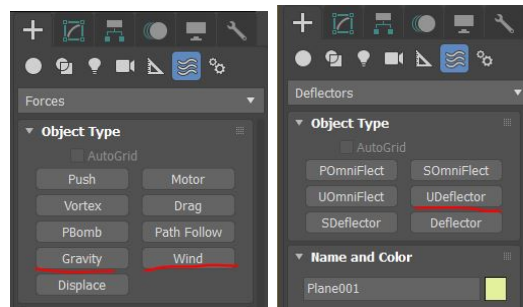 Forces
Object Type
AutoGrid
Push Motor
Vortex Drag
PBomb Path Follow
Gravity Wind
Displace
Deflectors
Object Type
AutoGrid
POmniFlect SOmniFlect
UOmniFlect UDeflector
SDeflector Deflector
Name and Color
Plane001